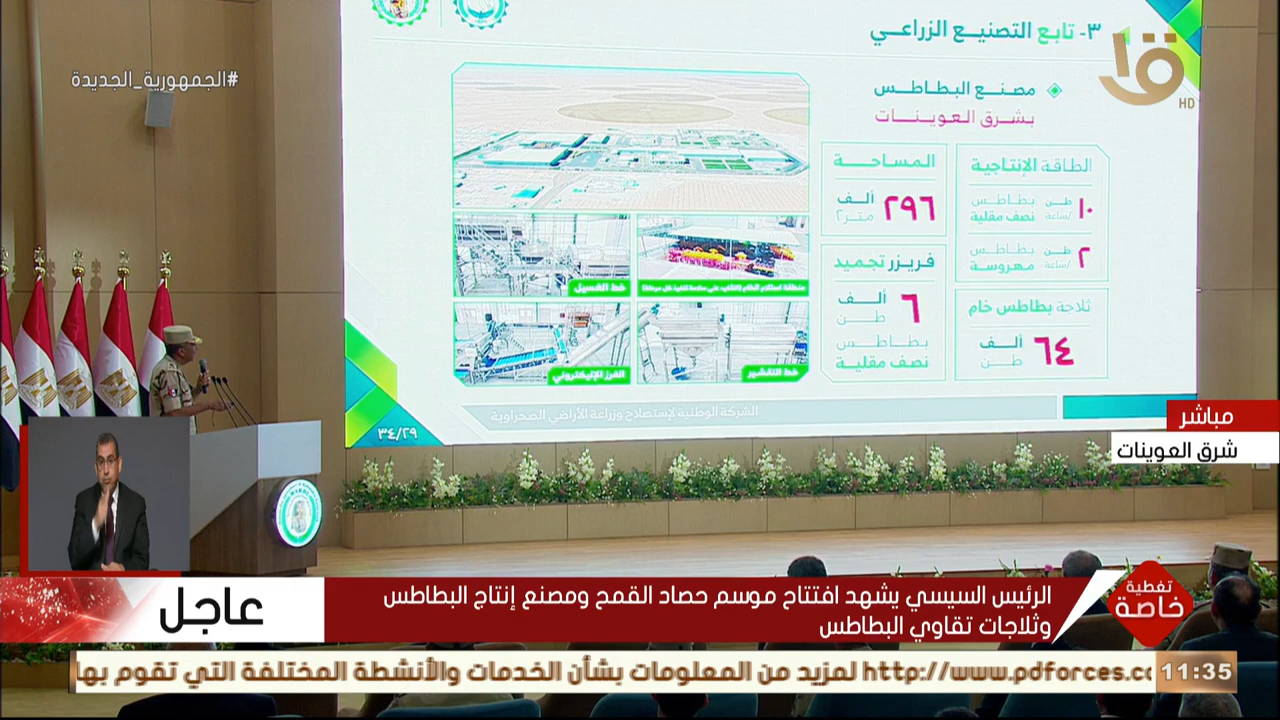 #الجمهورية_الجديدة
٣- تابع التصنيع الزراعي
HD
مصنع البطاطس
بشرق العوينات
الطاقة الإنتاجية
١٠ طن /ساعة بطاطس نصف مقلية
٢ طن /ساعة بطاطس مهروسة
المساحة
٢٩٦ ألف متر٢
فريزر تجميد
٦ ألف طن
بطاطس
نصف مقلية
ثلاجة بطاطس خام
٦٤ ألف طن
خط الغسيل
خط التقشير
الفرز الإليكتروني
الشركة الوطنية لإستصلاح وزراعة الأراضي الصحراوية
٣٤/٢٩
مباشر
شرق العوينات
تغطية
خاصة
الرئيس السيسي يشهد افتتاح موسم حصاد القمح ومصنع إنتاج البطاطس
وثلاجات تقاوي البطاطس
عاجل
http://www.pdforces.c لمزيد من المعلومات بشأن الخدمات والأنشطة المختلفة التي تقوم بها
11:35